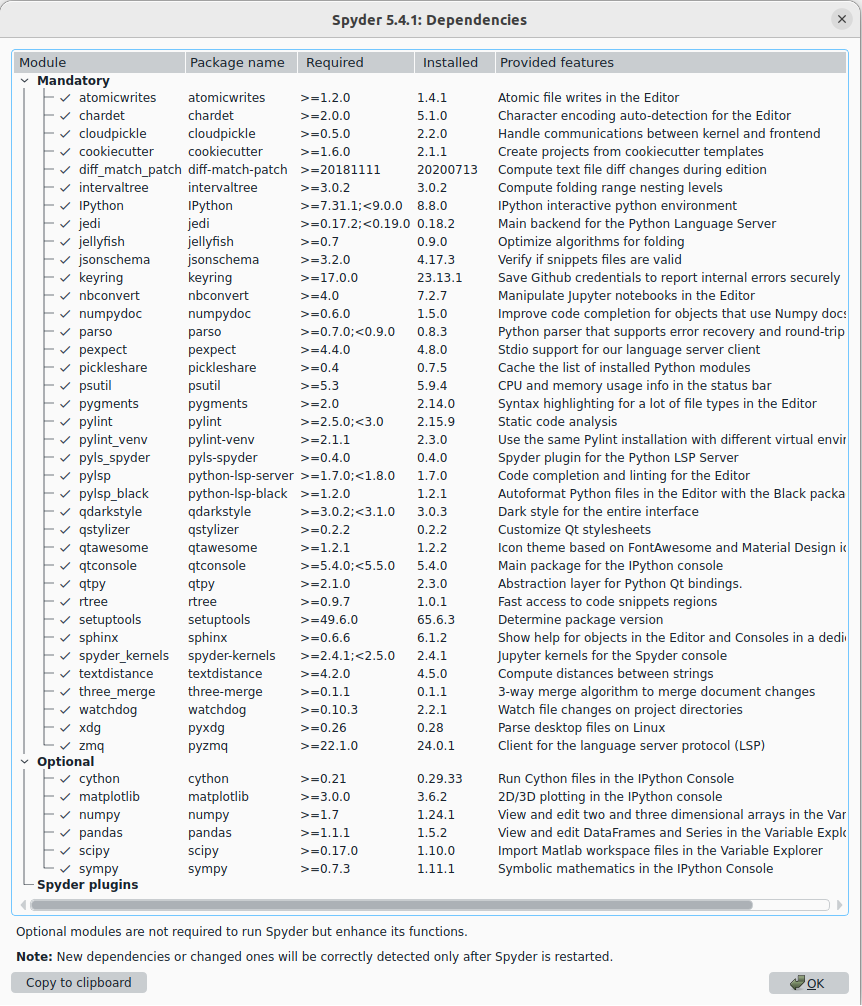 Spyder 5.4.1: Dependencies
Module Package name Required Installed Provided features
Mandatory
atomicwrites atomicwrites >=1.2.0 1.4.1 Atomic file writes in the Editor
chardet chardet >=2.0.0 5.1.0 Character encoding auto-detection for the Editor
cloudpickle cloudpickle >=0.5.0 2.2.0 Handle communications between kernel and frontend
cookiecutter cookiecutter >=1.6.0 2.1.1 Create projects from cookiecutter templates
diff_match_patch diff-match-patch >=20181111 20200713 Compute text file diff changes during edition
intervaltree intervaltree >=3.0.2 3.0.2 Compute folding range nesting levels
IPython IPython >=7.31.1;<9.0.0 8.8.0 IPython interactive python environment
jedi jedi >=0.17.2;<0.19.0 0.18.2 Main backend for the Python Language Server
jellyfish jellyfish >=0.7 0.9.0 Optimize algorithms for folding
jsonschema jsonschema >=3.2.0 4.17.3 Verify if snippets files are valid
keyring keyring >=17.0.0 23.13.1 Save Github credentials to report internal errors securely
nbconvert nbconvert >=4.0 7.2.7 Manipulate Jupyter notebooks in the Editor
numpydoc numpydoc >=0.6.0 1.5.0 Improve code completion for objects that use Numpy docs
parso parso >=0.7.0;<0.9.0 0.8.3 Python parser that supports error recovery and round-trip
pexpect pexpect >=4.4.0 4.8.0 Stdio support for our language server client
pickleshare pickleshare >=0.4 0.7.5 Cache the list of installed Python modules
psutil psutil >=5.3 5.9.4 CPU and memory usage info in the status bar
pygments pygments >=2.0 2.14.0 Syntax highlighting for a lot of file types in the Editor
pylint pylint >=2.5.0;<3.0 2.15.9 Static code analysis
pylint_venv pylint-venv >=2.1.1 2.3.0 Use the same Pylint installation with different virtual envir
pyls_spyder pyls-spyder >=0.4.0 0.4.0 Spyder plugin for the Python LSP Server
pylsp python-lsp-server >=1.7.0;<1.8.0 1.7.0 Code completion and linting for the Editor
pylsp_black python-lsp-black >=1.2.0 1.2.1 Autoformat Python files in the Editor with the Black packa
qdarkstyle qdarkstyle >=3.0.2;<3.1.0 3.0.3 Dark style for the entire interface
qstylizer qstylizer >=0.2.2 0.2.2 Customize Qt stylesheets
qtawesome qtawesome >=1.2.1 1.2.2 Icon theme based on FontAwesome and Material Design ic
qtconsole qtconsole >=5.4.0;<5.5.0 5.4.0 Main package for the IPython console
qtpy qtpy >=2.1.0 2.3.0 Abstraction layer for Python Qt bindings.
rtree rtree >=0.9.7 1.0.1 Fast access to code snippets regions
setuptools setuptools >=49.6.0 65.6.3 Determine package version
sphinx sphinx >=0.6.6 6.1.2 Show help for objects in the Editor and Consoles in a dedi
spyder_kernels spyder-kernels >=2.4.1;<2.5.0 2.4.1 Jupyter kernels for the Spyder console
textdistance textdistance >=4.2.0 4.5.0 Compute distances between strings
three_merge three-merge >=0.1.1 0.1.1 3-way merge algorithm to merge document changes
watchdog watchdog >=0.10.3 2.2.1 Watch file changes on project directories
xdg pyxdg >=0.26 0.28 Parse desktop files on Linux
zmq pyzmq >=22.1.0 24.0.1 Client for the language server protocol (LSP)
Optional
cython cython >=0.21 0.29.33 Run Cython files in the IPython Console
matplotlib matplotlib >=3.0.0 3.6.2 2D/3D plotting in the IPython console
numpy numpy >=1.7 1.24.1 View and edit two and three dimensional arrays in the Var
pandas pandas >=1.1.1 1.5.2 View and edit DataFrames and Series in the Variable Explo
scipy scipy >=0.17.0 1.10.0 Import Matlab workspace files in the Variable Explorer
sympy sympy >=0.7.3 1.11.1 Symbolic mathematics in the IPython Console
Spyder plugins
Optional modules are not required to run Spyder but enhance its functions.
Note: New dependencies or changed ones will be correctly detected only after Spyder is restarted.
Copy to clipboard OK